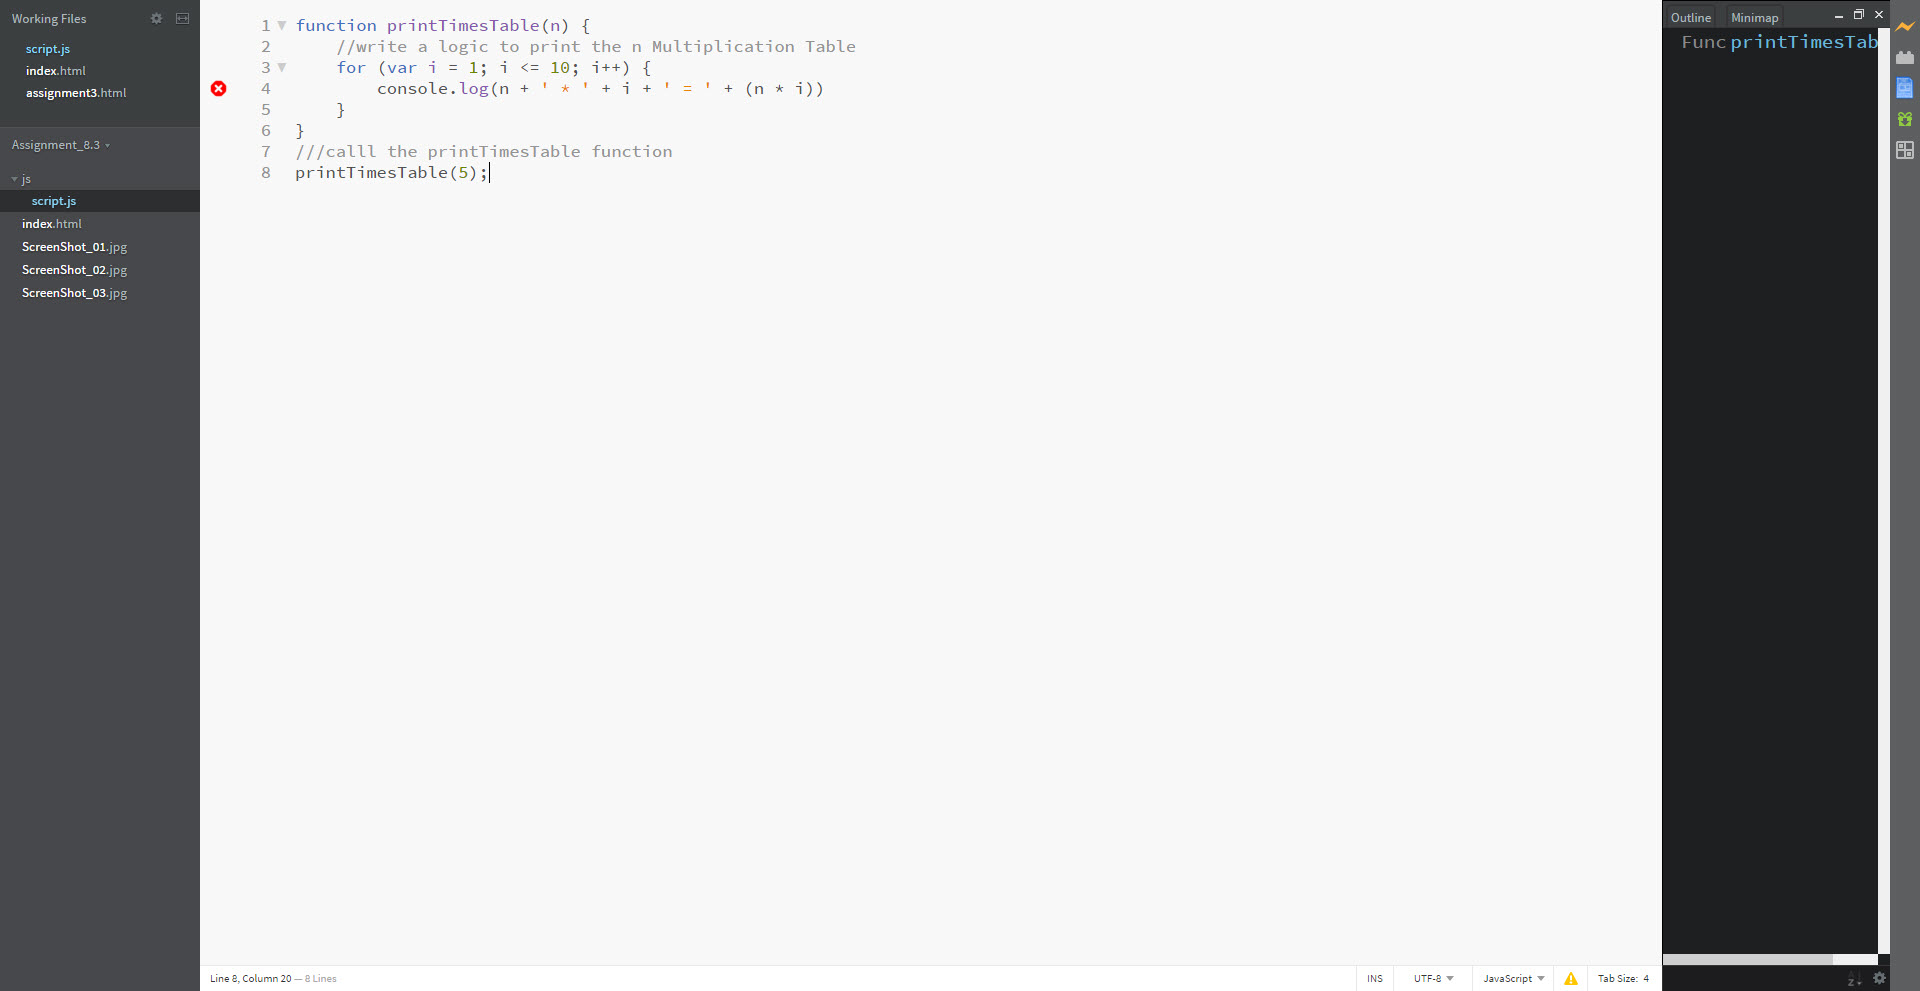 Working Files
script.js
index.html
assignment3.html
Assignment_8.3
js
script.js
index.html
ScreenShot_01.jpg
ScreenShot_02.jpg
ScreenShot_03.jpg
1 function printTimesTable(n) {
2 //write a logic to print the n Multiplication Table
3 for (var i = 1; i <= 10; i++) {
4 console.log(n + ' * ' + i + ' = ' + (n * i))
5 }
6 }
7 ///calll the printTimesTable function
8 printTimesTable(5);
Line 8, Column 20 — 8 Lines
INS UTF-8 JavaScript Tab Size: 4
Outline Minimap
Func printTimesTab